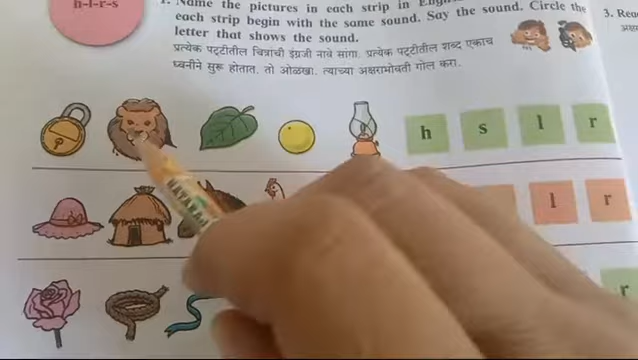 h-l-r-s
1. Name the pictures in each strip in
each strip begin with the same sound. Say the sound. Circle the
letter that shows the sound.
3.
प्रत्येक पट्टीतील चित्रांची इंग्रजी नावे सांगा. प्रत्येक पट्टीतील शब्द एकाच
ध्वनीने सुरू होतात. तो ओळखा. त्याच्या अक्षराभोवती गोल करा.
h s l r
l r
r